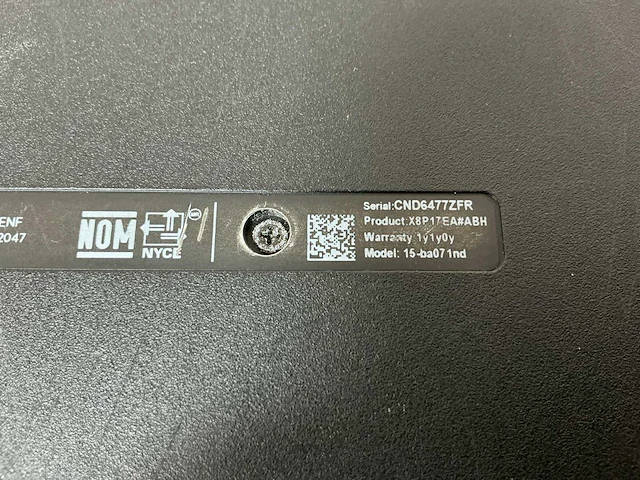 ENF
2047
NOM
NYCE
Serial:CND6477ZFR
Product:X8P17EA#ABH
Warranty 1y1y0y
Model: 15-ba071nd